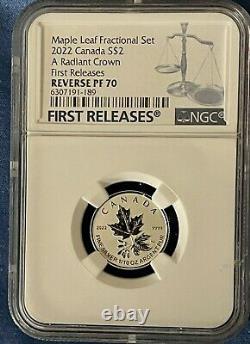 Maple Leaf Fractional Set
2022 Canada S$2
A Radiant Crown
First Releases
REVERSE PF 70
6307191-189
NGC
FIRST RELEASES®
CANADA
2022 9999
FINE SILVER 1/10 OZ ARGENT PUR